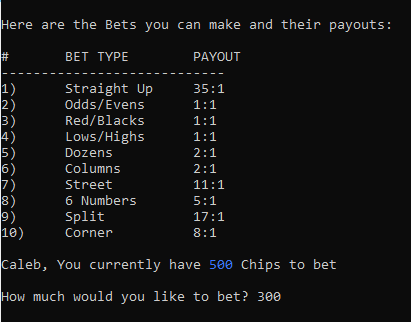 Here are the Bets you can make and their payouts:
# BET TYPE PAYOUT
----------------------------
1) Straight Up 35:1
2) Odds/Evens 1:1
3) Red/Blacks 1:1
4) Lows/Highs 1:1
5) Dozens 2:1
6) Columns 2:1
7) Street 11:1
8) 6 Numbers 5:1
9) Split 17:1
10) Corner 8:1
Caleb, You currently have 500 Chips to bet
How much would you like to bet? 300